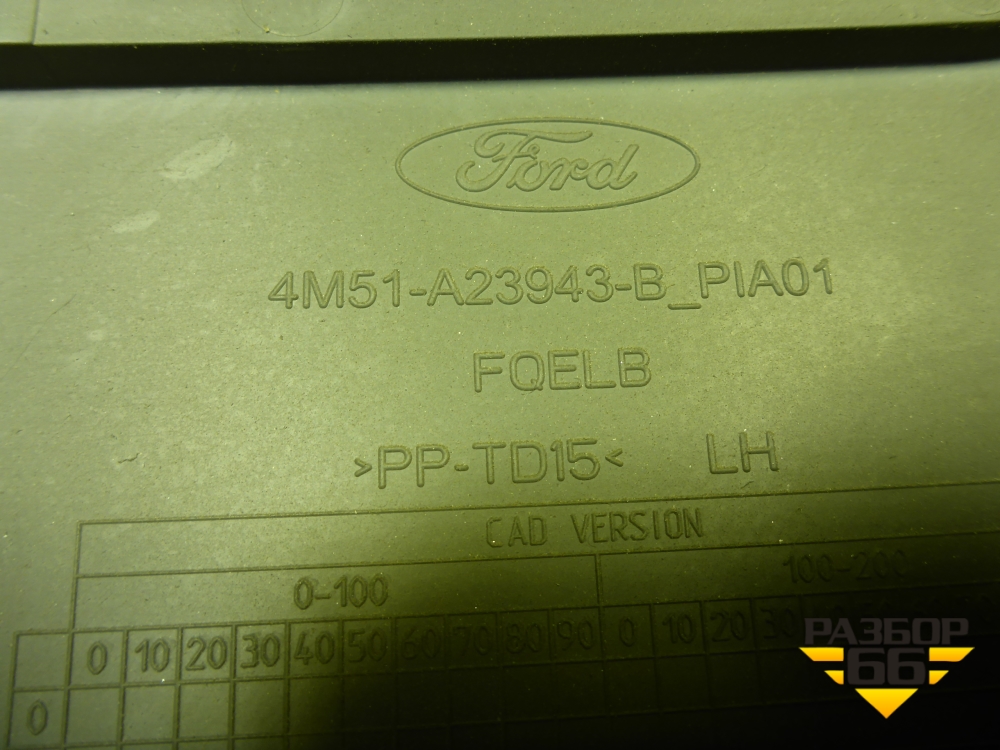 Ford
4M51-A23943-B_PIA01
FQELB
>PP-TD15< LH
CAD VERSION
0-100 100-200
0 10 20 30 40 50 60 70 80 90 0 10 20 30
0
РАЗБОР
66